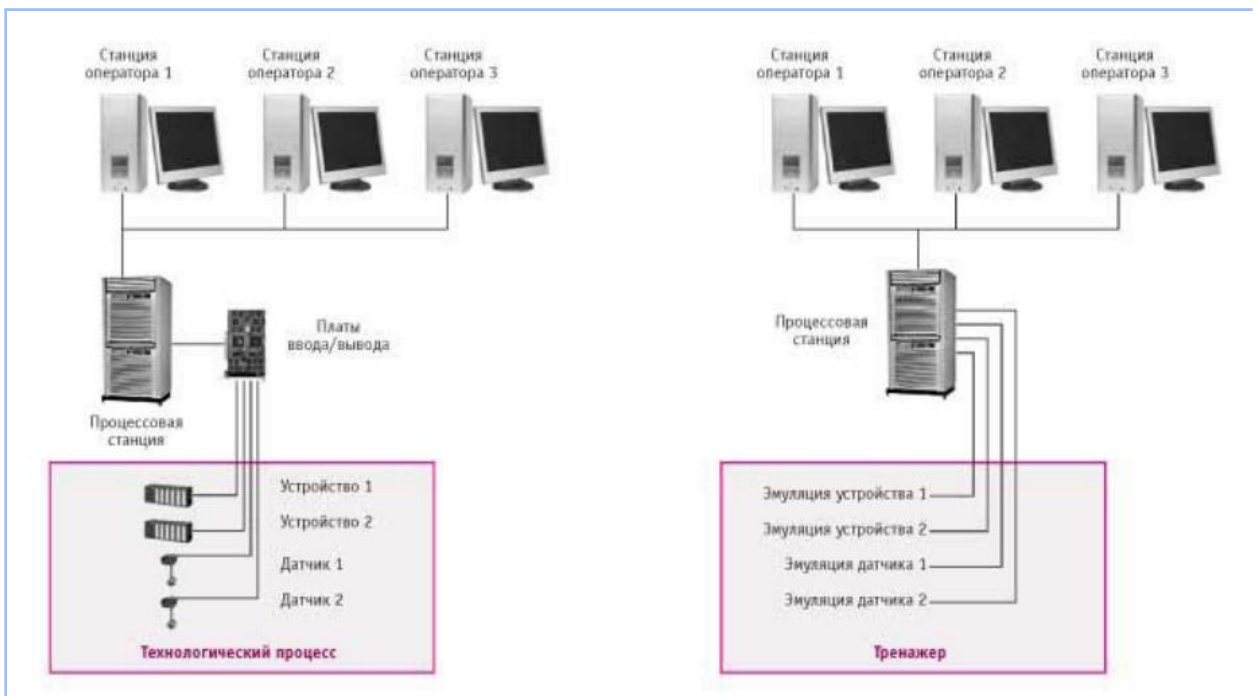 Станция
оператора 1
Станция
оператора 2
Станция
оператора 3
Платы
ввода/вывода
Процессовая
станция
Устройство 1
Устройство 2
Датчик 1
Датчик 2
Технологический процесс
Станция
оператора 1
Станция
оператора 2
Станция
оператора 3
Процессовая
станция
Эмуляция устройства 1
Эмуляция устройства 2
Эмуляция датчика 1
Эмуляция датчика 2
Тренажер